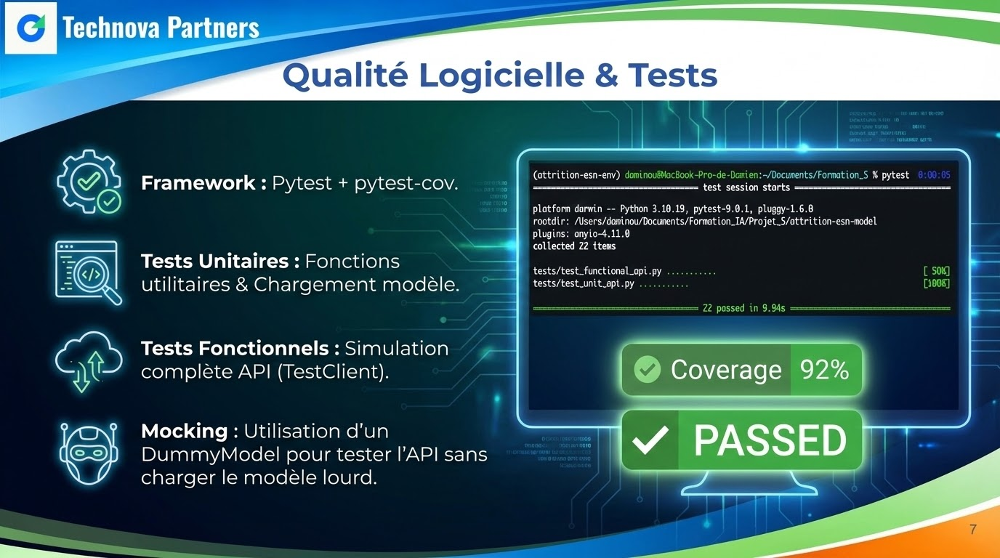 Technova Partners
Qualité Logicielle & Tests
Framework : Pytest + pytest-cov.
Tests Unitaires : Fonctions
utilitaires & Chargement modèle.
Tests Fonctionnels : Simulation
complète API (TestClient).
Mocking : Utilisation d'un
DummyModel pour tester l'API sans
charger le modèle lourd.
(attrition-esn-env) daminou@MacBook-Pro-de-Damien:~/Documents/Formation_S % pytest 0:00:05
test session starts
platform darwin -- Python 3.10.19, pytest-9.0.1, pluggy-1.6.0
rootdir: /Users/daminou/Documents/Formation_IA/Projet_5/attrition-esn-model
plugins: anyio-4.11.0
collected 22 items
tests/test_functional_api.py ........... [ 50%]
tests/test_unit_api.py ........... [100%]
22 passed in 9.94s
Coverage 92%
PASSED
7